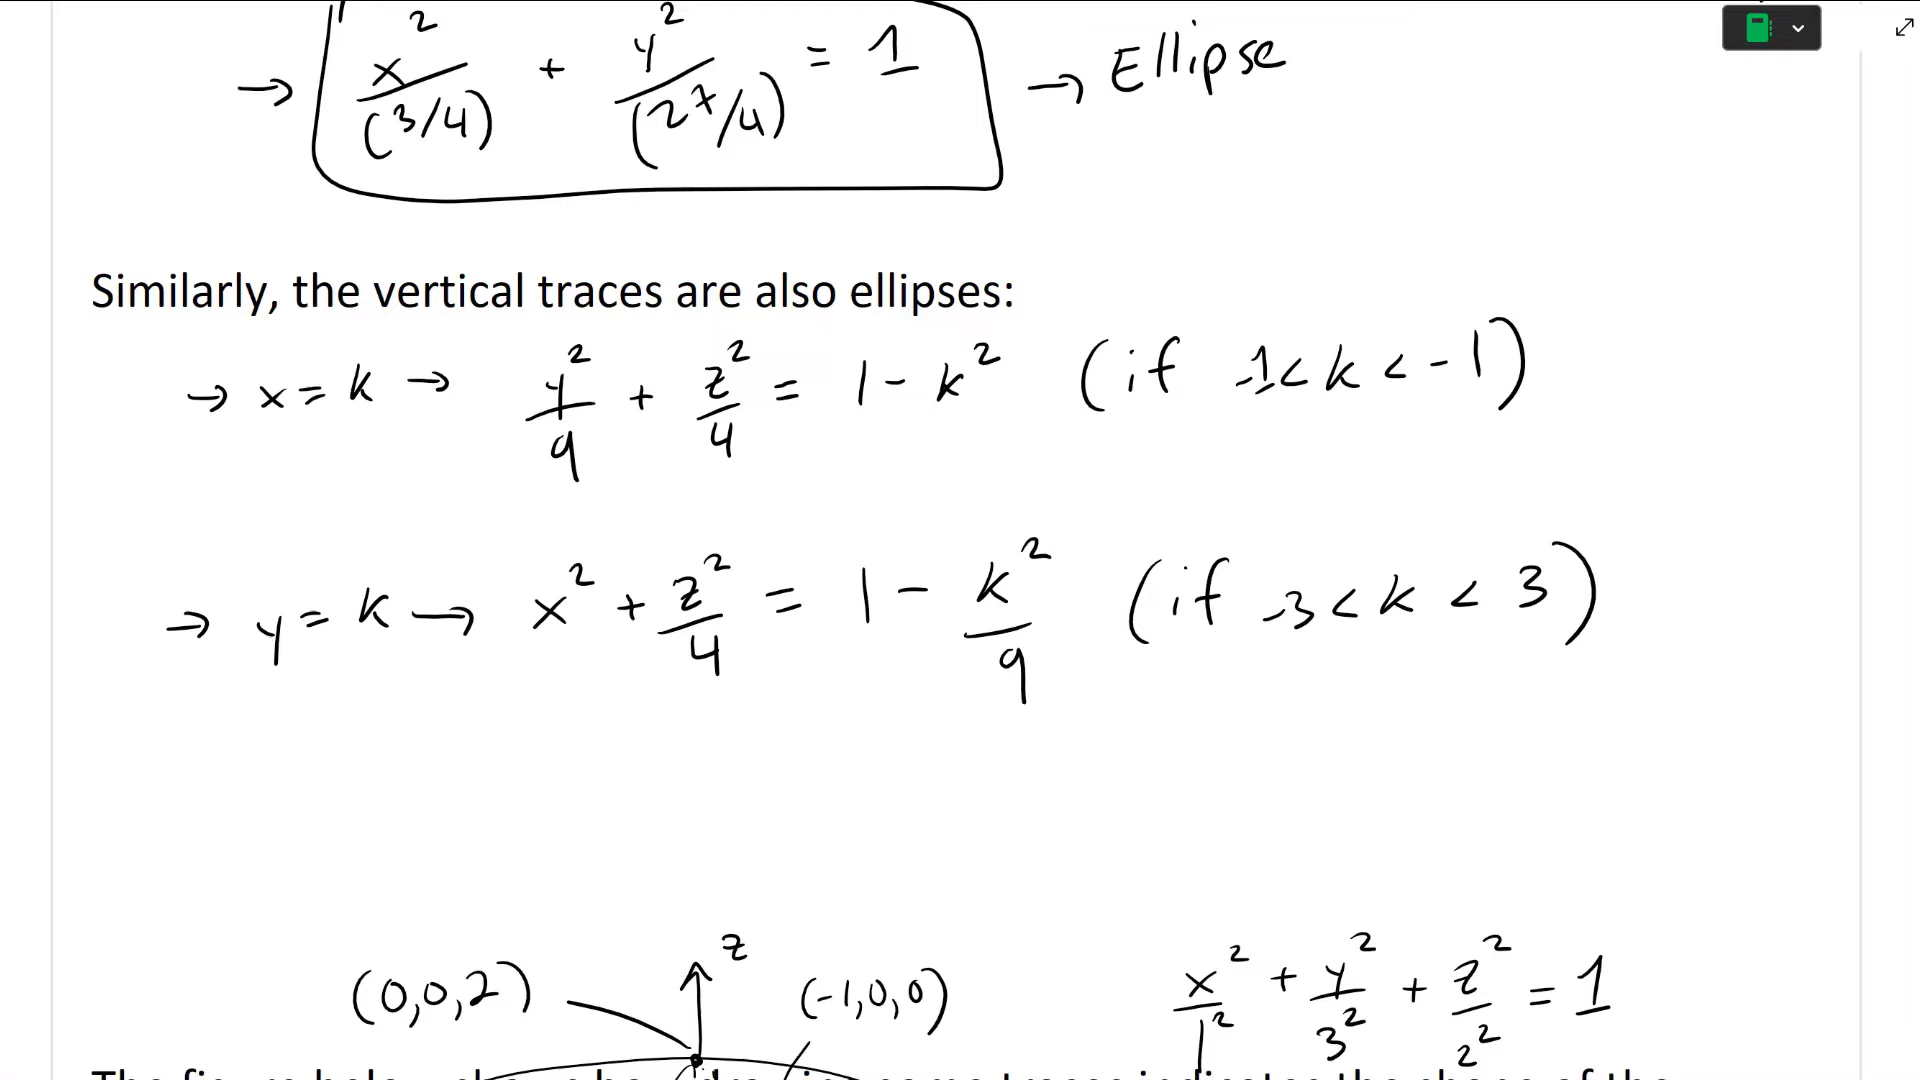 → x²/(3/4) + y²/(27/4) = 1 → Ellipse
Similarly, the vertical traces are also ellipses:
→ x = k → y²/9 + z²/4 = 1 - k² (if -1 < k < -1)
→ y = k → x² + z²/4 = 1 - k²/9 (if -3 < k < 3)
z
(0,0,2) (-1,0,0) x²/1² + y²/3² + z²/2² = 1